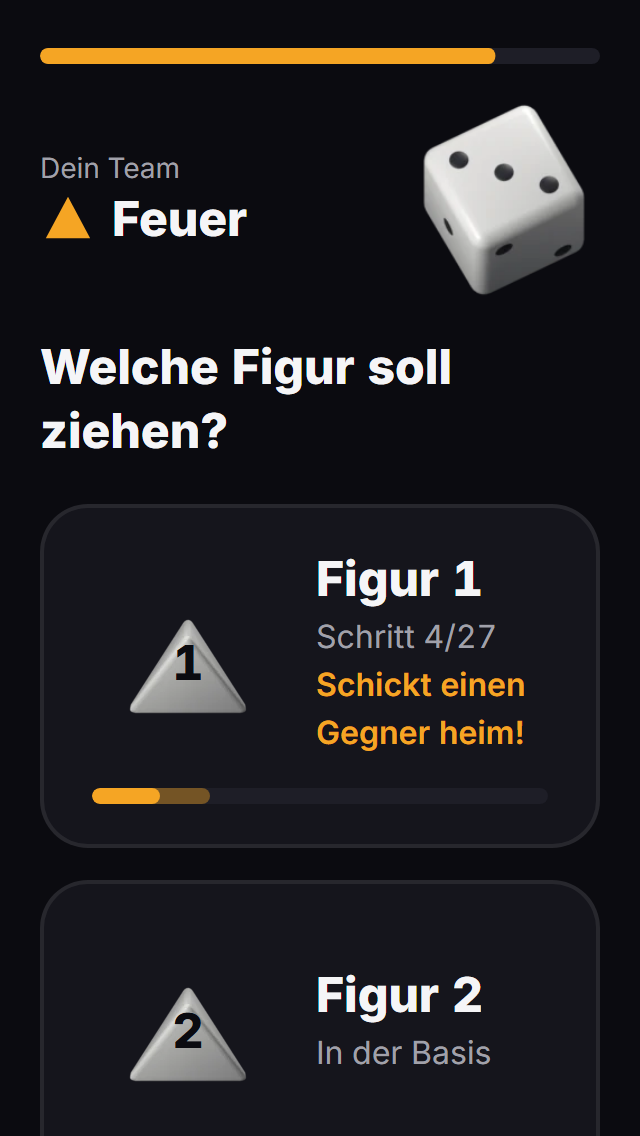 Dein Team
Feuer
Welche Figur soll
ziehen?
1
Figur 1
Schritt 4/27
Schickt einen
Gegner heim!
2
Figur 2
In der Basis